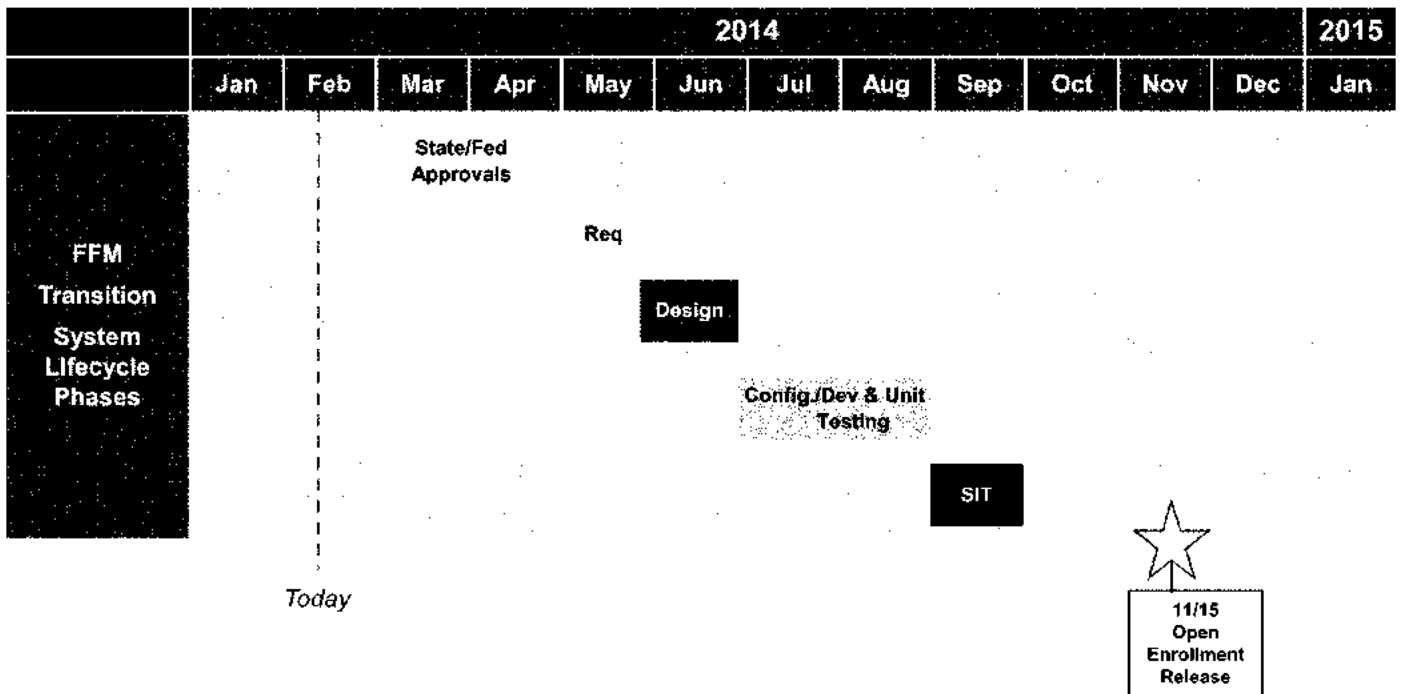 2014
2015
Jan Feb Mar Apr May Jun Jul Aug Sep Oct Nov Dec Jan
FFM
Transition
System
Lifecycle
Phases
State/Fed
Approvals
Req
Design
Config./Dev & Unit
Testing
SIT
Today
11/15
Open
Enrollment
Release